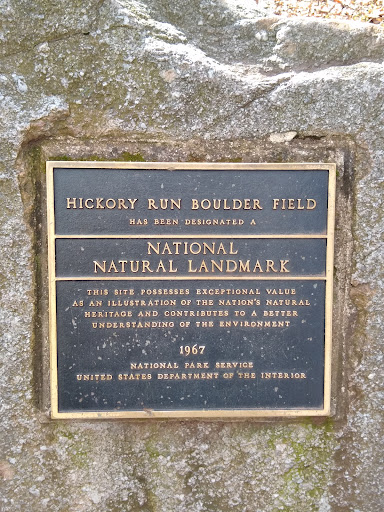 HICKORY RUN BOULDER FIELD
HAS BEEN DESIGNATED A
NATIONAL
NATURAL LANDMARK
THIS SITE POSSESSES EXCEPTIONAL VALUE
AS AN ILLUSTRATION OF THE NATION'S NATURAL
HERITAGE AND CONTRIBUTES TO A BETTER
UNDERSTANDING OF THE ENVIRONMENT
1967
NATIONAL PARK SERVICE
UNITED STATES DEPARTMENT OF THE INTERIOR